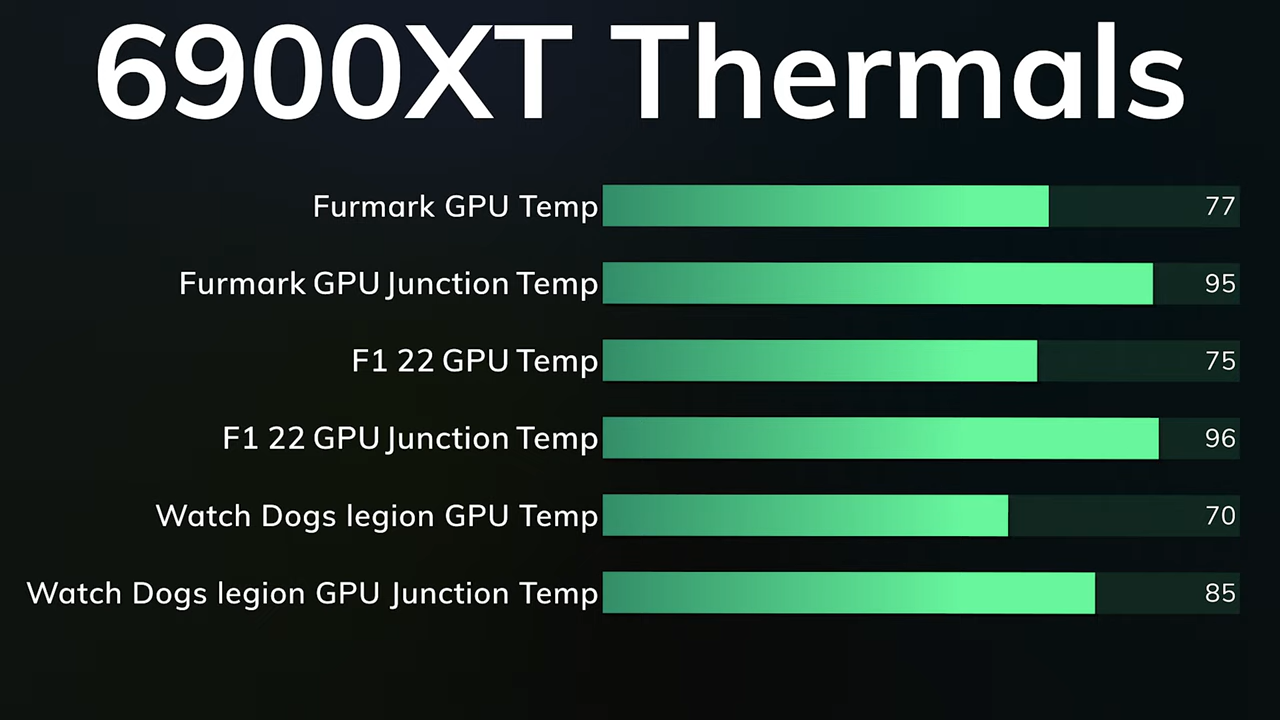 6900XT Thermals
Furmark GPU Temp 77
Furmark GPU Junction Temp 95
F1 22 GPU Temp 75
F1 22 GPU Junction Temp 96
Watch Dogs legion GPU Temp 70
Watch Dogs legion GPU Junction Temp 85